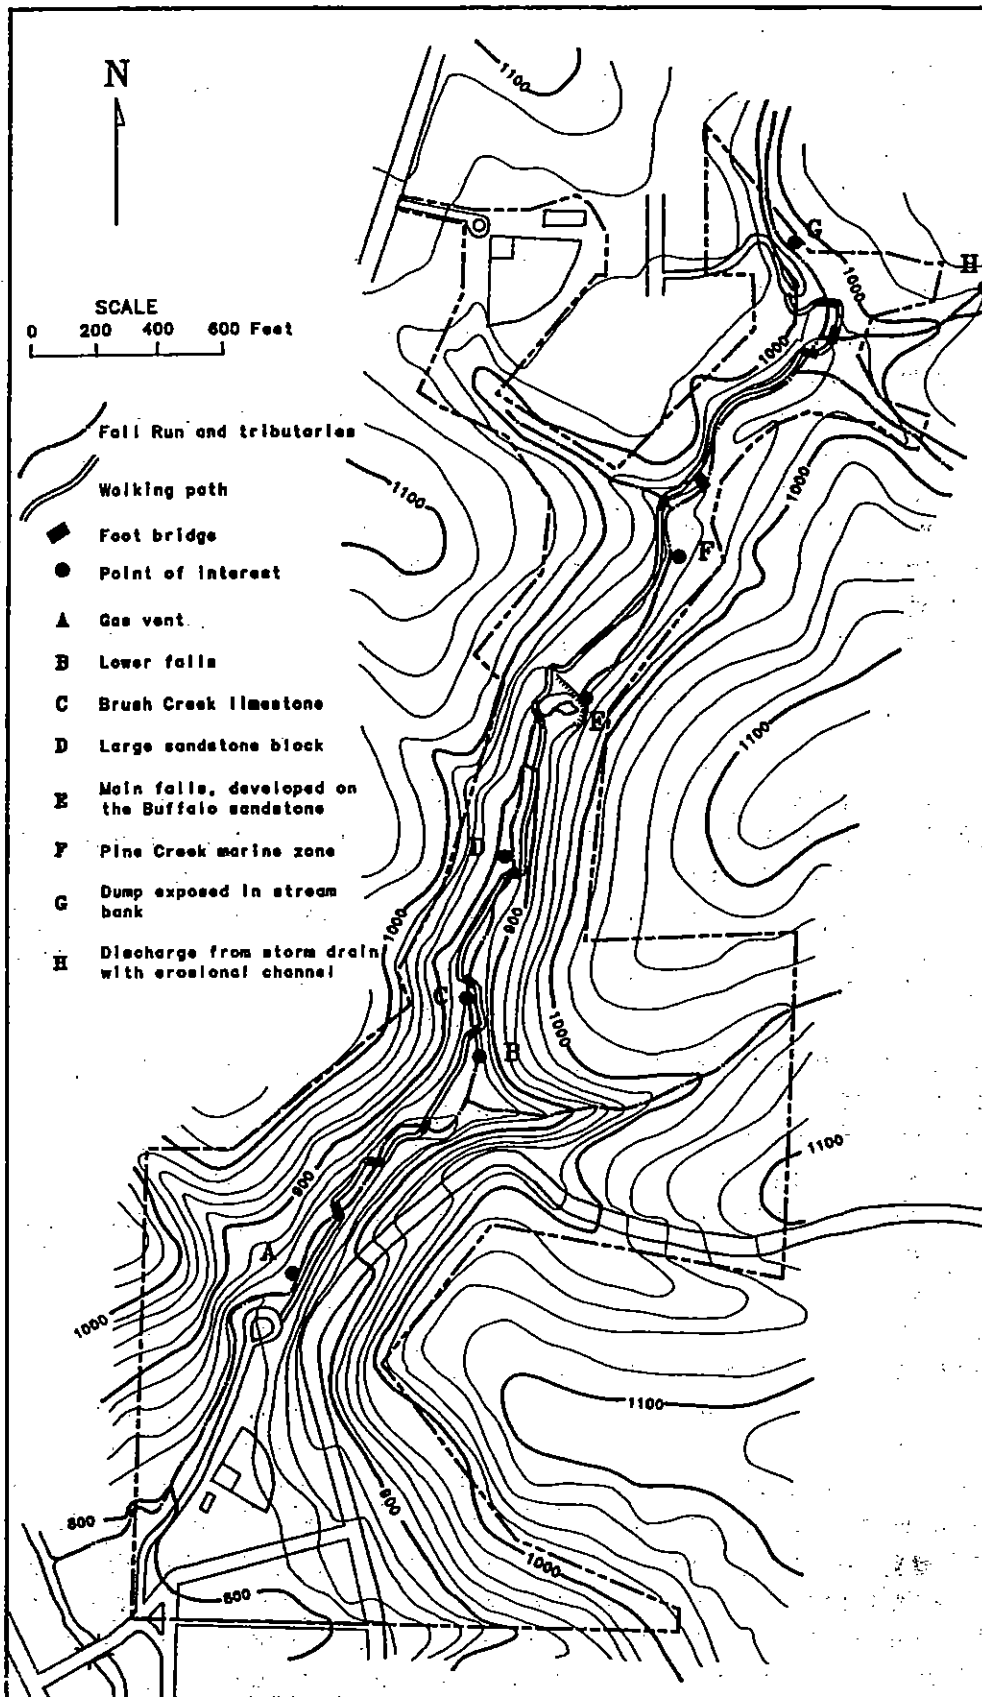 N
SCALE
0 200 400 600 Feet
Fall Run and tributaries
Walking path
Foot bridge
Point of interest
A Gas vent
B Lower falls
C Brush Creek limestone
D Large sandstone block
E Main falls, developed on
the Buffalo sandstone
F Pine Creek marine zone
G Dump exposed in stream
bank
H Discharge from storm drain
with erosional channel
1100
G
H
1000
1000
1100
1000
F
E
1100
D
1000
900
C
1000
B
1100
900
A
1000
1100
900
800
1000
800